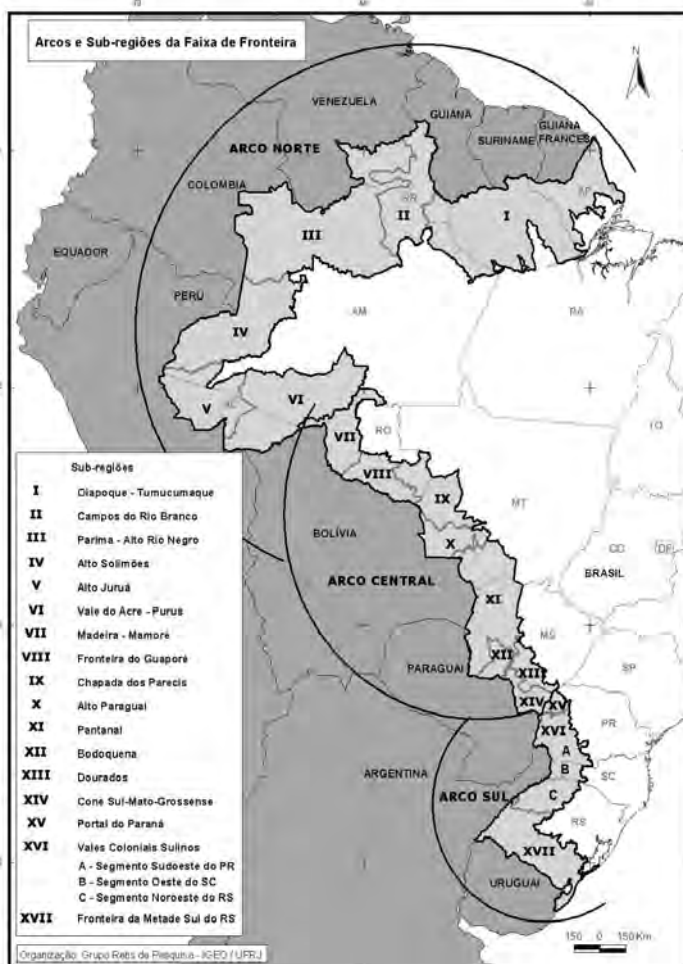 Arcos e Sub-regiões da Faixa de Fronteira
N
VENEZUELA
GUIANA
SURINAME
GUIANA
FRANCESA
ARCO NORTE
COLOMBIA
RR
AP
II
I
III
EQUADOR
PERÚ
AM
PA
IV
V
AC
VI
TO
VII
RO
VIII
IX
MT
X
BOLÍVIA
ARCO CENTRAL
GO
DF
BRASIL
XI
MS
XII
XIII
SP
PARAGUAI
XIV
XV
XVI
PR
A
B
SC
ARGENTINA
ARCO SUL
C
RS
XVII
URUGUAI
Sub-regiões
I Oiapoque - Tumucumaque
II Campos do Rio Branco
III Parima - Alto Rio Negro
IV Alto Solimões
V Alto Juruá
VI Vale do Acre - Purus
VII Madeira - Mamoré
VIII Fronteira do Guaporé
IX Chapada dos Parecis
X Alto Paraguai
XI Pantanal
XII Bodoquena
XIII Dourados
XIV Cone Sul-Mato-Grossense
XV Portal do Paraná
XVI Vales Coloniais Sulinos
A - Segmento Sudoeste do PR
B - Segmento Oeste do SC
C - Segmento Noroeste do RS
XVII Fronteira da Metade Sul do RS
150 0 150 Km
Organização: Grupo Retis de Pesquisa - IGEO / UFRJ